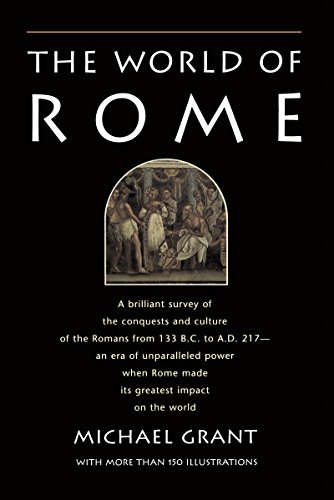 THE WORLD OF
ROME
A brilliant survey of
the conquests and culture
of the Romans from 133 B.C. to A.D. 217—
an era of unparalleled power
when Rome made
its greatest impact
on the world
MICHAEL GRANT
WITH MORE THAN 150 ILLUSTRATIONS